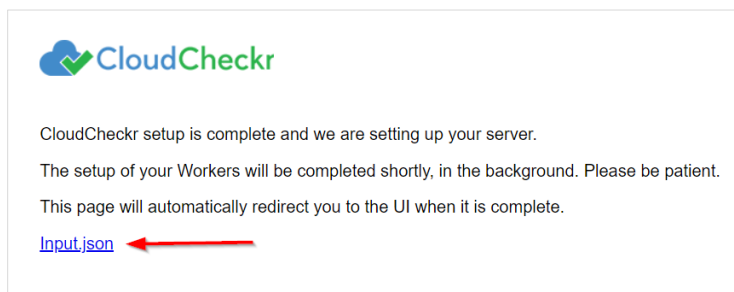 CloudCheckr
CloudCheckr setup is complete and we are setting up your server.
The setup of your Workers will be completed shortly, in the background. Please be patient.
This page will automatically redirect you to the UI when it is complete.
Input.json